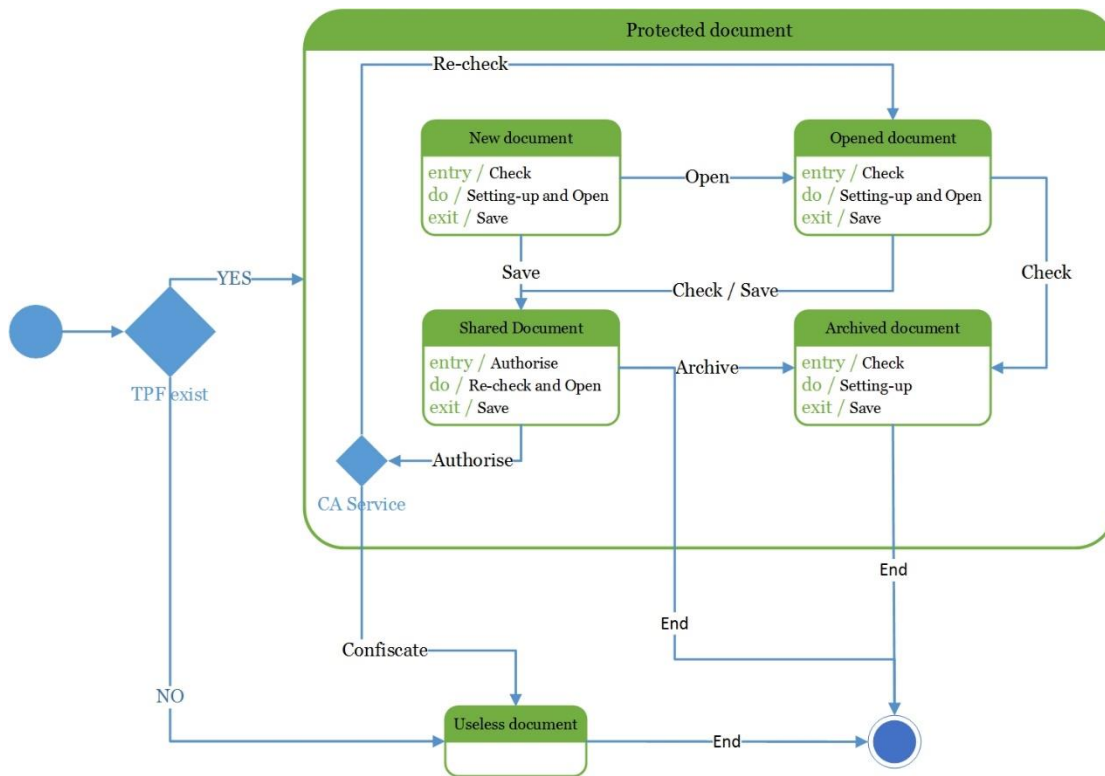 Protected document
Re-check
New document
entry / Check
do / Setting-up and Open
exit / Save
Open
Opened document
entry / Check
do / Setting-up and Open
exit / Save
YES
Save
Check / Save
Check
TPF exist
Shared Document
entry / Authorise
do / Re-check and Open
exit / Save
Archive
Archived document
entry / Check
do / Setting-up
exit / Save
Authorise
CA Service
End
End
Confiscate
NO
Useless document
End